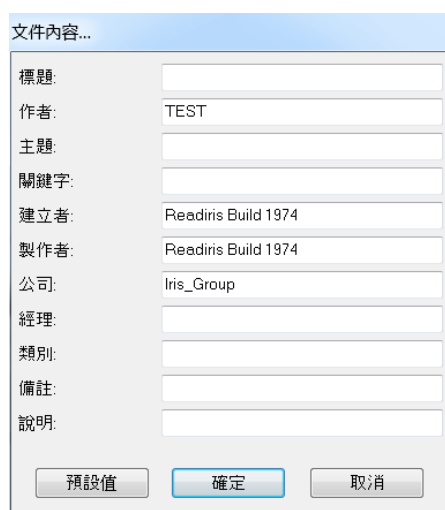 文件內容...
標題:
作者: TEST
主題:
關鍵字:
建立者: Readiris Build 1974
製作者: Readiris Build 1974
公司: Iris_Group
經理:
類別:
備註:
說明:
預設值 確定 取消